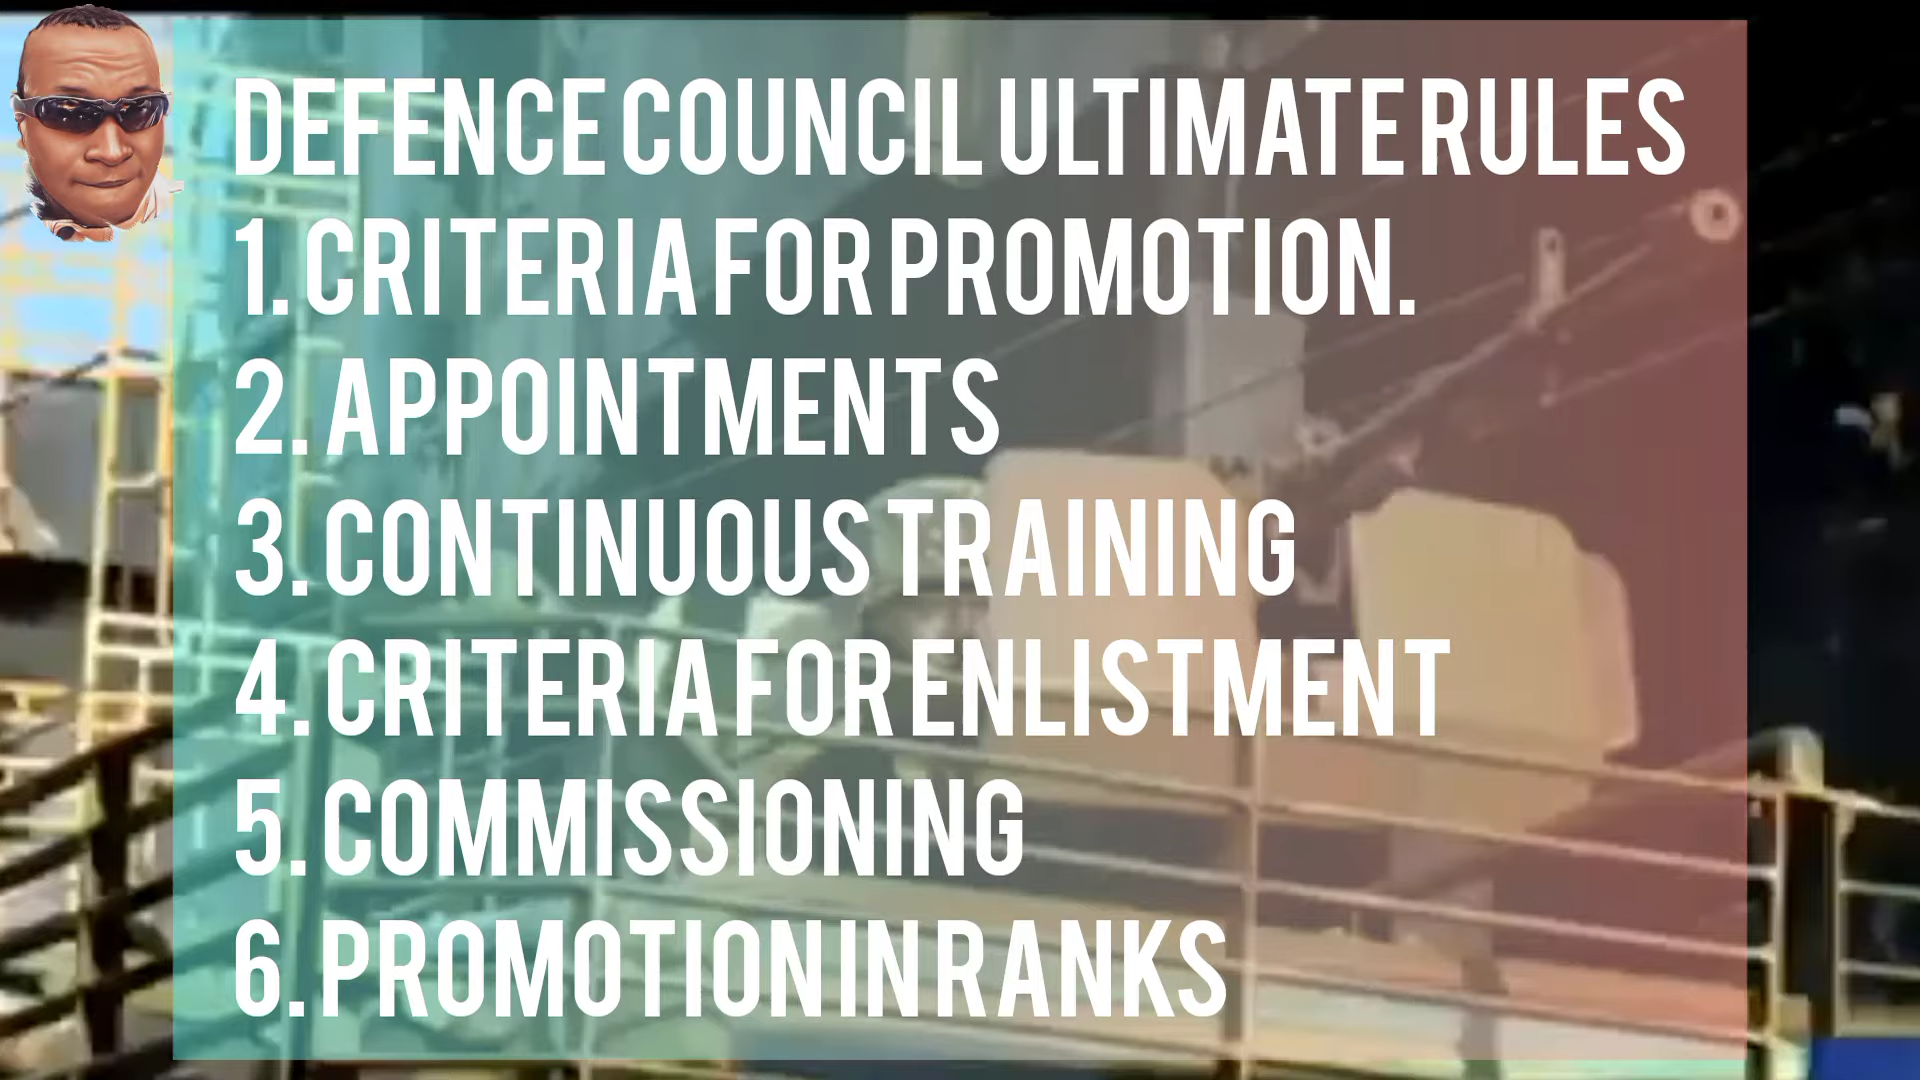 DEFENCE COUNCIL ULTIMATE RULES
1. CRITERIA FOR PROMOTION.
2. APPOINTMENTS
3. CONTINUOUS TRAINING
4. CRITERIA FOR ENLISTMENT
5. COMMISSIONING
6. PROMOTION IN RANKS